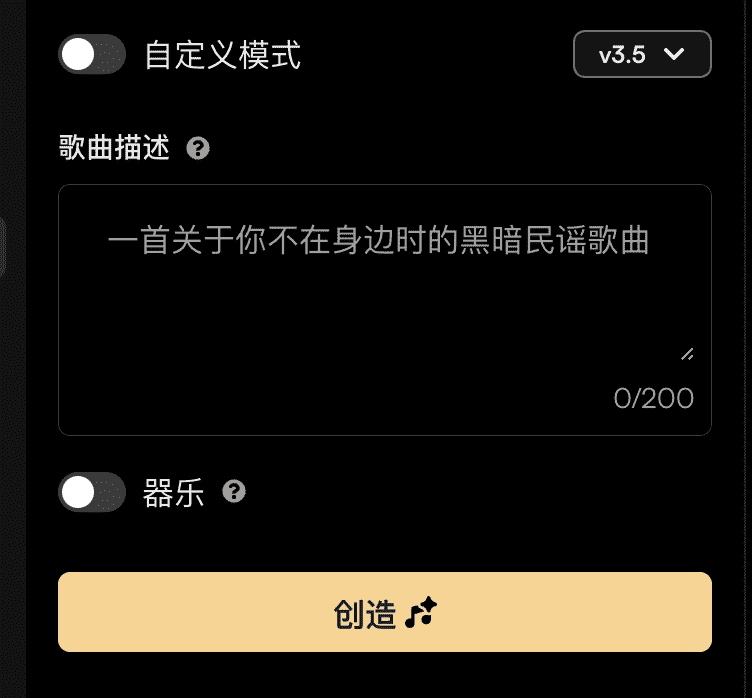 自定义模式 v3.5
歌曲描述 ?
一首关于你不在身边时的黑暗民谣歌曲
0/200
器乐 ?
创造